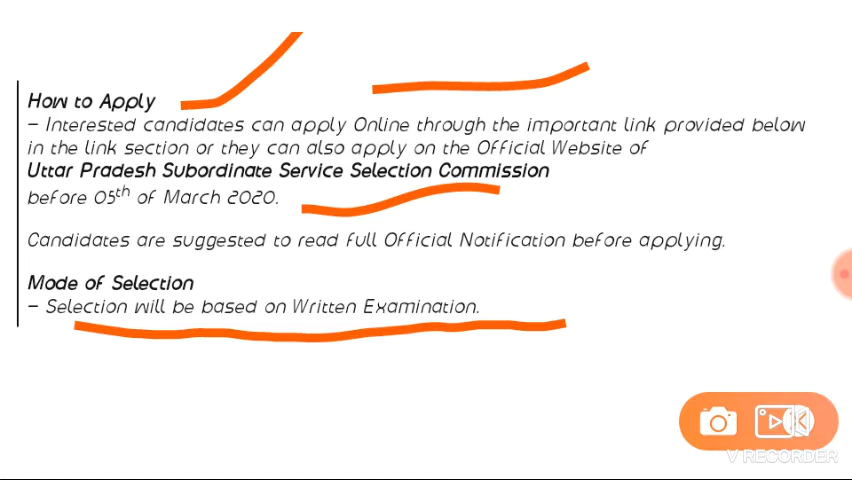 How to Apply
– Interested candidates can apply Online through the important link provided below
in the link section or they can also apply on the Official Website of
Uttar Pradesh Subordinate Service Selection Commission
before 05th of March 2020.
Candidates are suggested to read full Official Notification before applying.
Mode of Selection
– Selection will be based on Written Examination.
V RECORDER